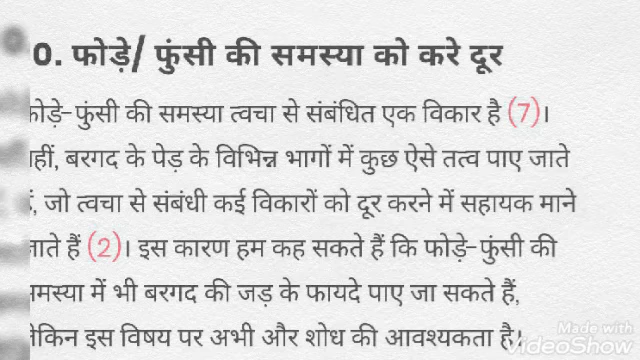 0. फोड़े/ फुंसी की समस्या को करे दूर
फोड़े-फुंसी की समस्या त्वचा से संबंधित एक विकार है (7)।
वहीं, बरगद के पेड़ के विभिन्न भागों में कुछ ऐसे तत्व पाए जाते
हैं, जो त्वचा से संबंधी कई विकारों को दूर करने में सहायक माने
जाते हैं (2)। इस कारण हम कह सकते हैं कि फोड़े-फुंसी की
समस्या में भी बरगद की जड़ के फायदे पाए जा सकते हैं,
लेकिन इस विषय पर अभी और शोध की आवश्यकता है।
Made with
VideoShow